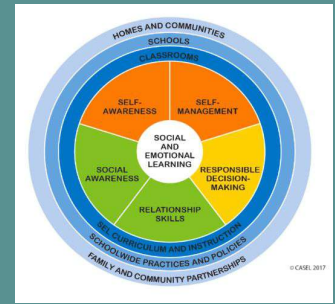 HOMES AND COMMUNITIES
SCHOOLS
CLASSROOMS
SELF-
AWARENESS
SELF-
MANAGEMENT
SOCIAL
AND
EMOTIONAL
LEARNING
SOCIAL
AWARENESS
RESPONSIBLE
DECISION-
MAKING
RELATIONSHIP
SKILLS
SEL CURRICULUM AND INSTRUCTION
SCHOOLWIDE PRACTICES AND POLICIES
FAMILY AND COMMUNITY PARTNERSHIPS
© CASEL 2017